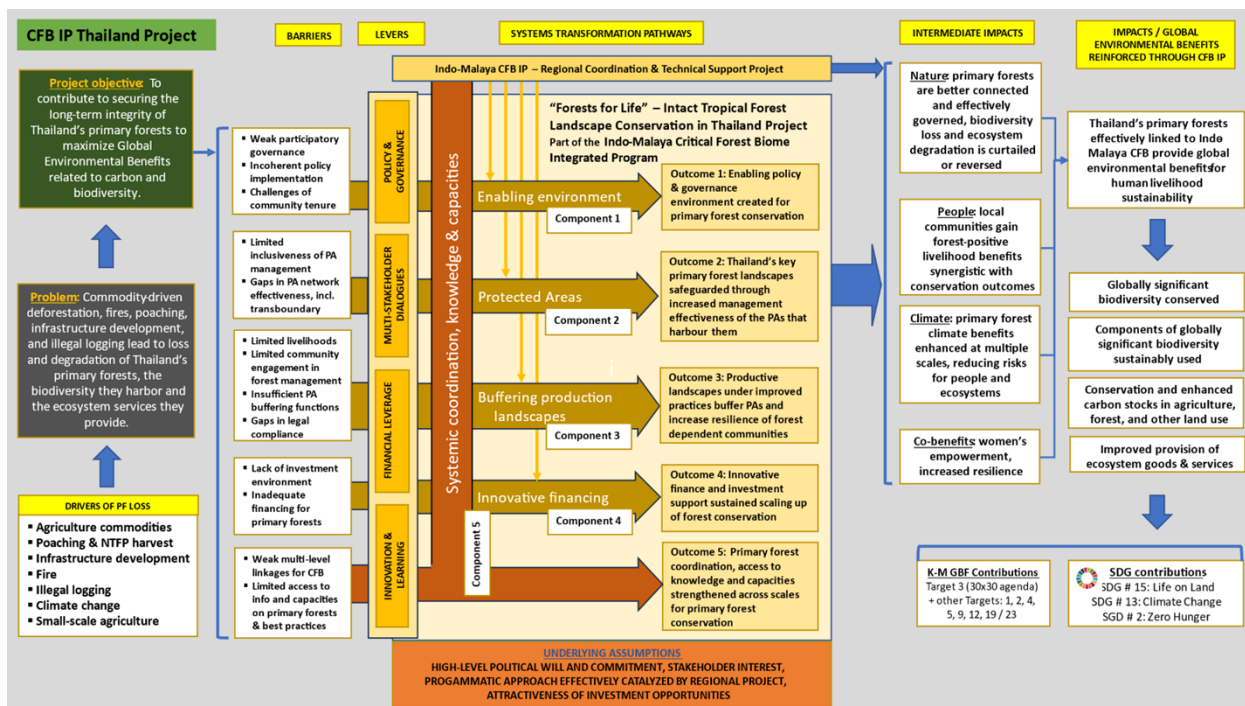 CFB IP Thailand Project
Project objective: To
contribute to securing the
long-term integrity of
Thailand's primary forests to
maximize Global
Environmental Benefits
related to carbon and
biodiversity.
Problem: Commodity-driven
deforestation, fires, poaching,
infrastructure development,
and illegal logging lead to loss
and degradation of Thailand's
primary forests, the
biodiversity they harbor and
the ecosystem services they
provide.
DRIVERS OF PF LOSS
▪ Agriculture commodities
▪ Poaching & NTFP harvest
▪ Infrastructure development
▪ Fire
▪ Illegal logging
▪ Climate change
▪ Small-scale agriculture
BARRIERS
▪ Weak participatory
governance
▪ Incoherent policy
implementation
▪ Challenges of
community tenure
▪ Limited
inclusiveness of PA
management
▪ Gaps in PA network
effectiveness, incl.
transboundary
▪ Limited livelihoods
▪ Limited community
engagement in
forest management
▪ Insufficient PA
buffering functions
▪ Gaps in legal
compliance
▪ Lack of investment
environment
▪ Inadequate
financing for
primary forests
▪ Weak multi-level
linkages for CFB
▪ Limited access to
info and capacities
on primary forests
& best practices
LEVERS
POLICY &
GOVERNANCE
MULTI-STAKEHOLDER
DIALOGUES
FINANCIAL LEVERAGE
INNOVATION &
LEARNING
SYSTEMS TRANSFORMATION PATHWAYS
Indo-Malaya CFB IP – Regional Coordination & Technical Support Project
"Forests for Life" – Intact Tropical Forest
Landscape Conservation in Thailand Project
Part of the Indo-Malaya Critical Forest Biome
Integrated Program
Systemic coordination, knowledge & capacities
Component 5
Enabling environment
Component 1
Outcome 1: Enabling policy
& governance
environment created for
primary forest conservation
Protected Areas
Component 2
Outcome 2: Thailand's key
primary forest landscapes
safeguarded through
increased management
effectiveness of the PAs that
harbour them
Buffering production
landscapes
Component 3
Outcome 3: Productive
landscapes under improved
practices buffer PAs and
increase resilience of forest
dependent communities
Innovative financing
Component 4
Outcome 4: Innovative
finance and investment
support sustained scaling up
of forest conservation
Outcome 5: Primary forest
coordination, access to
knowledge and capacities
strengthened across scales
for primary forest
conservation
UNDERLYING ASSUMPTIONS
HIGH-LEVEL POLITICAL WILL AND COMMITMENT, STAKEHOLDER INTEREST,
PROGAMMATIC APPROACH EFFECTIVELY CATALYZED BY REGIONAL PROJECT,
ATTRACTIVENESS OF INVESTMENT OPPORTUNITIES
INTERMEDIATE IMPACTS
Nature: primary forests
are better connected
and effectively
governed, biodiversity
loss and ecosystem
degradation is curtailed
or reversed
People: local
communities gain
forest-positive
livelihood benefits
synergistic with
conservation outcomes
Climate: primary forest
climate benefits
enhanced at multiple
scales, reducing risks
for people and
ecosystems
Co-benefits: women's
empowerment,
increased resilience
IMPACTS / GLOBAL
ENVIRONMENTAL BENEFITS
REINFORCED THROUGH CFB IP
Thailand's primary forests
effectively linked to Indo
Malaya CFB provide global
environmental benefits for
human livelihood
sustainability
Globally significant
biodiversity conserved
Components of globally
significant biodiversity
sustainably used
Conservation and enhanced
carbon stocks in agriculture,
forest, and other land use
Improved provision of
ecosystem goods & services
K-M GBF Contributions
Target 3 (30x30 agenda)
+ other Targets: 1, 2, 4,
5, 9, 12, 19 / 23
SDG contributions
SDG # 15: Life on Land
SDG # 13: Climate Change
SGD # 2: Zero Hunger